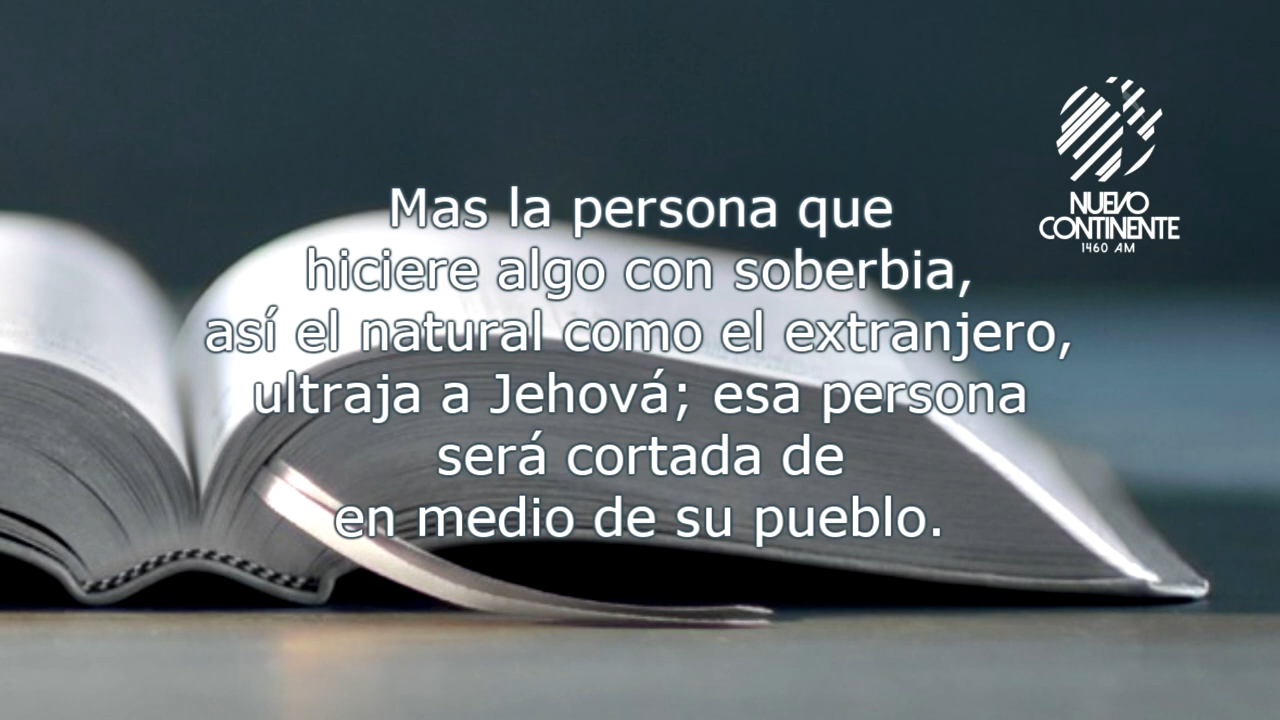 NUEVO
CONTINENTE
1460 AM
Mas la persona que
hiciere algo con soberbia,
así el natural como el extranjero,
ultraja a Jehová; esa persona
será cortada de
en medio de su pueblo.